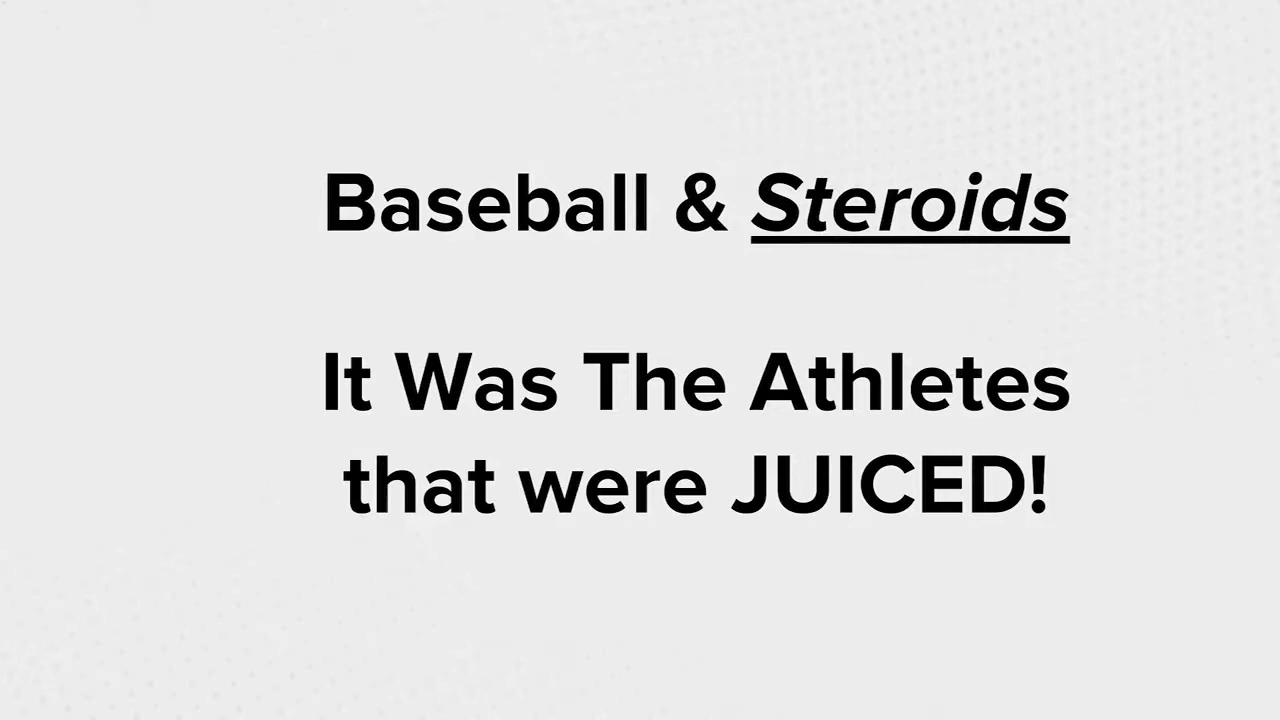 Baseball & Steroids
It Was The Athletes
that were JUICED!